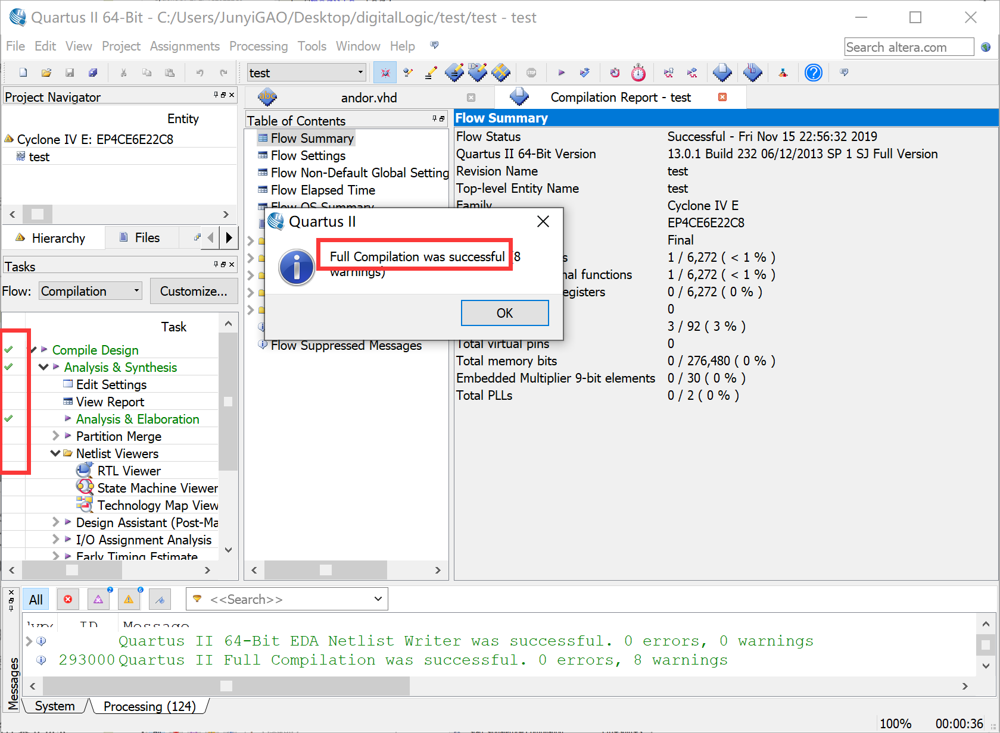 Quartus II 64-Bit - C:/Users/JunyiGAO/Desktop/digitalLogic/test/test - test
File Edit View Project Assignments Processing Tools Window Help
Search altera.com
test
Project Navigator
Entity
Cyclone IV E: EP4CE6E22C8
test
Hierarchy
Files
Tasks
Flow: Compilation
Customize...
Task
Compile Design
Analysis & Synthesis
Edit Settings
View Report
Analysis & Elaboration
Partition Merge
Netlist Viewers
RTL Viewer
State Machine Viewer
Technology Map View
Design Assistant (Post-Ma
I/O Assignment Analysis
Early Timing Estimate
abc
andor.vhd
Compilation Report - test
Table of Contents
Flow Summary
Flow Settings
Flow Non-Default Global Setting
Flow Elapsed Time
Flow OS Summary
Flow Suppressed Messages
Flow Summary
Flow Status Successful - Fri Nov 15 22:56:32 2019
Quartus II 64-Bit Version 13.0.1 Build 232 06/12/2013 SP 1 SJ Full Version
Revision Name test
Top-level Entity Name test
Family Cyclone IV E
EP4CE6E22C8
Final
s 1 / 6,272 ( < 1 % )
nal functions 1 / 6,272 ( < 1 % )
egisters 0 / 6,272 ( 0 % )
0
3 / 92 ( 3 % )
Total virtual pins 0
Total memory bits 0 / 276,480 ( 0 % )
Embedded Multiplier 9-bit elements 0 / 30 ( 0 % )
Total PLLs 0 / 2 ( 0 % )
Quartus II
Full Compilation was successful (8
warnings)
OK
All
2
6
<<Search>>
Type ID Message
Quartus II 64-Bit EDA Netlist Writer was successful. 0 errors, 0 warnings
293000 Quartus II Full Compilation was successful. 0 errors, 8 warnings
Messages
System
Processing (124)
100% 00:00:36